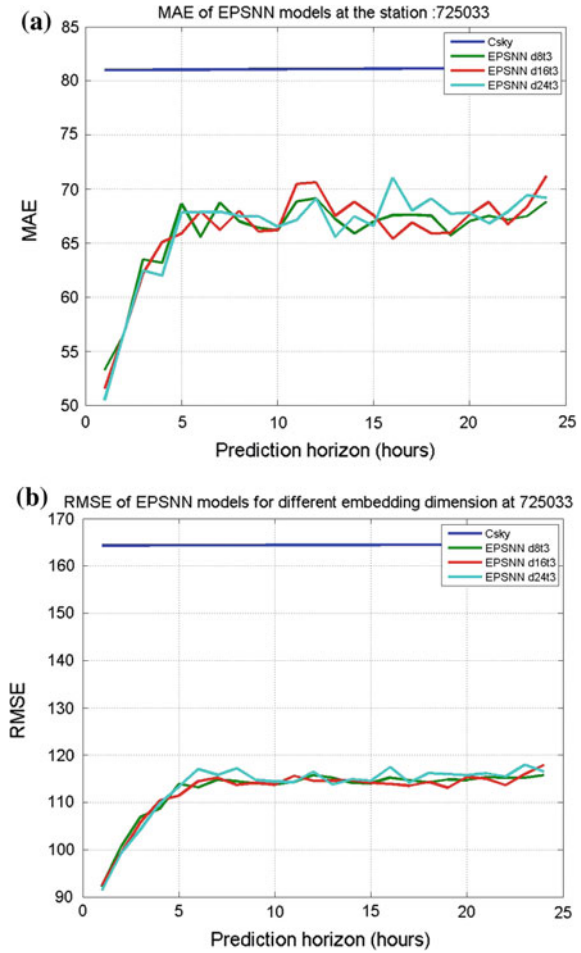 (a)
MAE of EPSNN models at the station :725033
85
80
75
70
65
60
55
50
MAE
Csky
EPSNN d8t3
EPSNN d16t3
EPSNN d24t3
0 5 10 15 20 25
Prediction horizon (hours)
(b)
RMSE of EPSNN models for different embedding dimension at 725033
170
160
150
140
130
120
110
100
90
RMSE
Csky
EPSNN d8t3
EPSNN d16t3
EPSNN d24t3
0 5 10 15 20 25
Prediction horizon (hours)